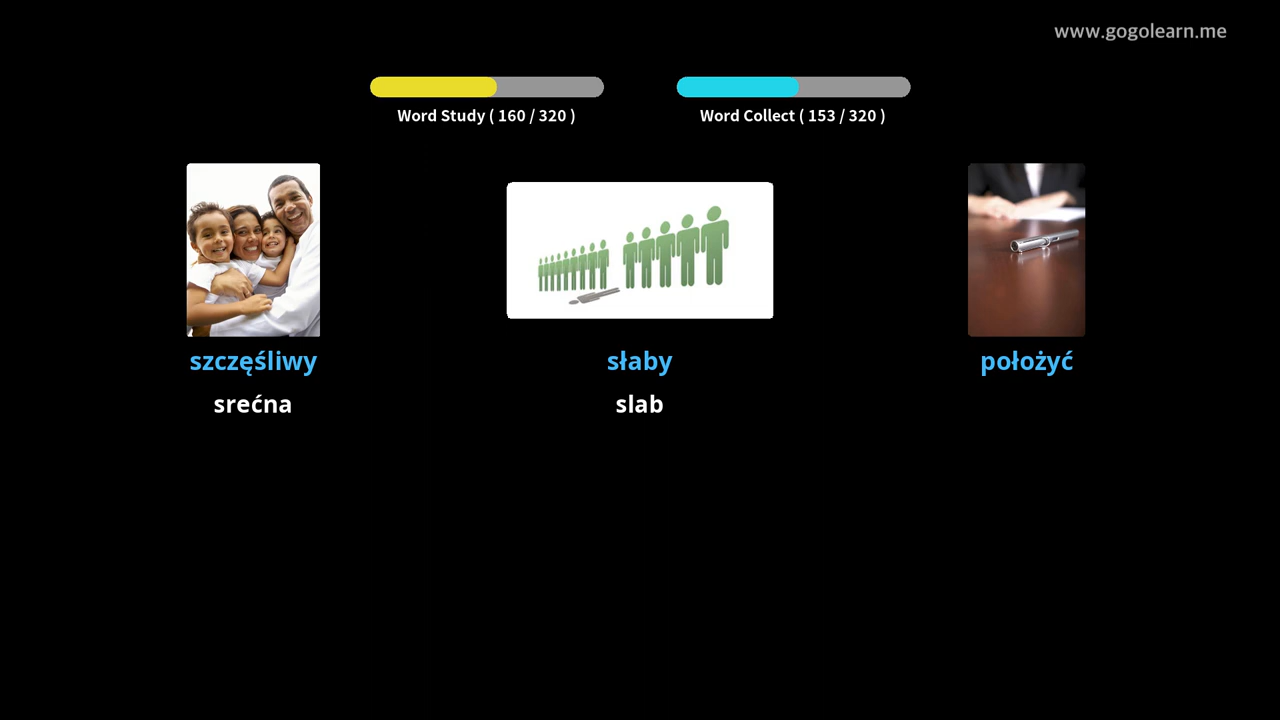 www.gogolearn.me
Word Study ( 160 / 320 )
Word Collect ( 153 / 320 )
szczęśliwy
słaby
położyć
srećna
slab